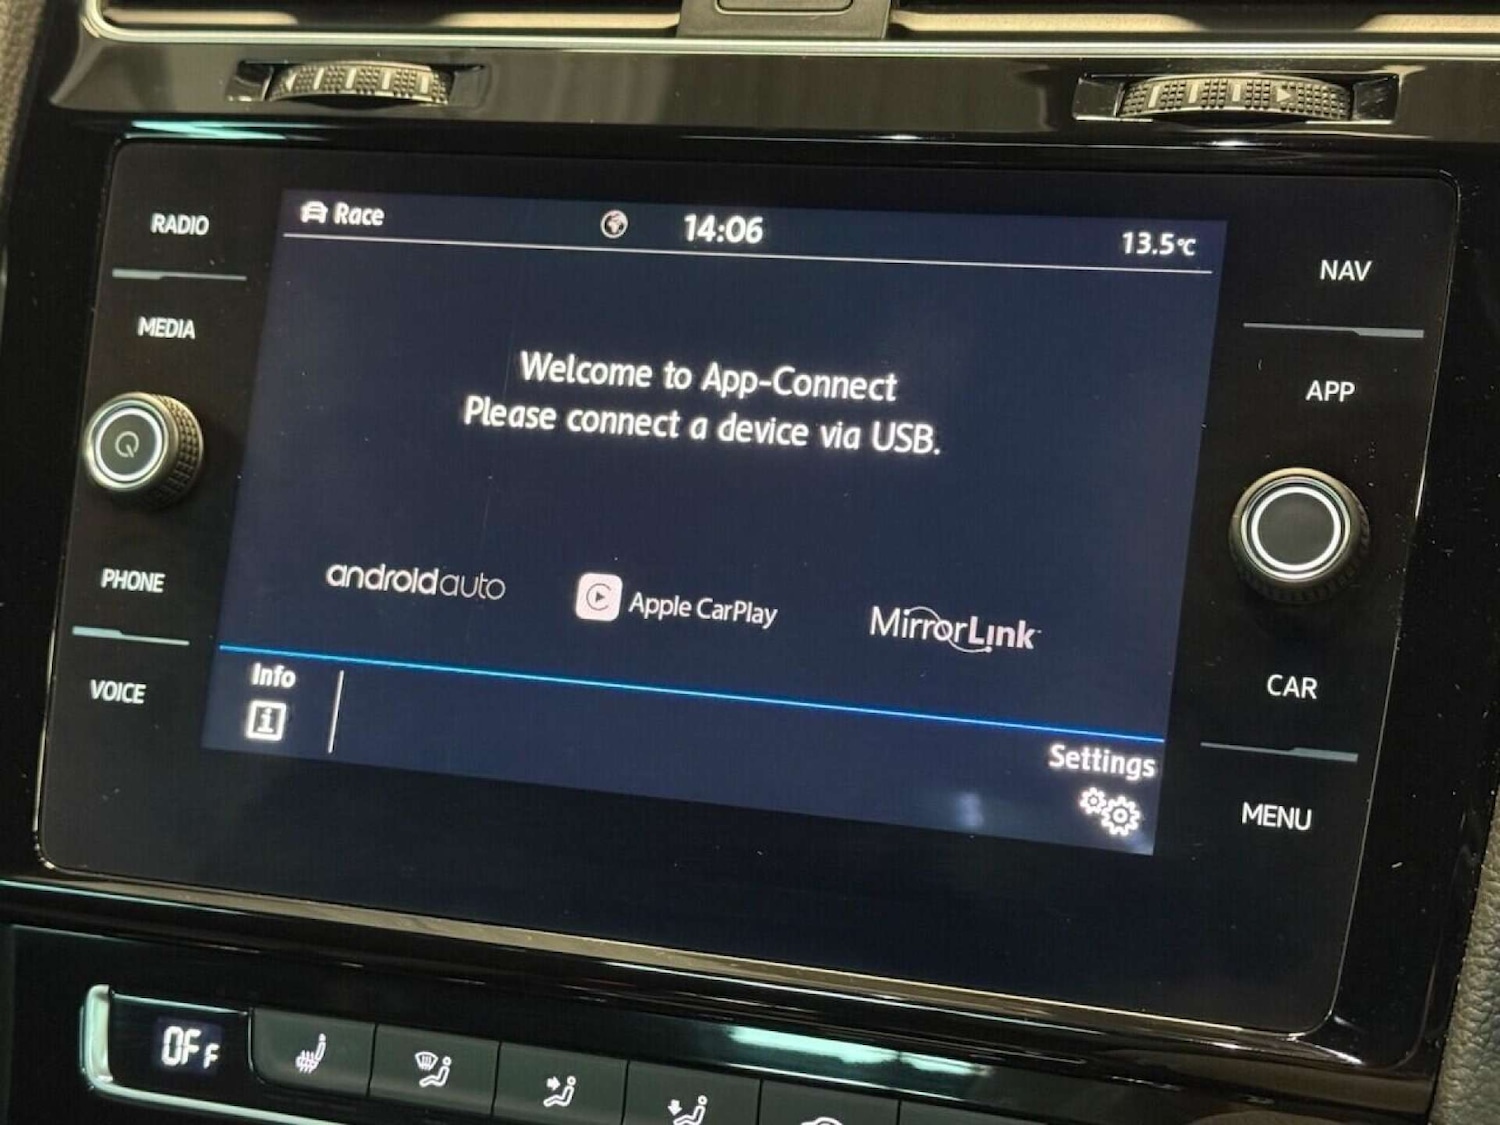 RADIO
MEDIA
PHONE
VOICE
Race 14:06 13.5°C
Welcome to App-Connect
Please connect a device via USB.
androidauto
Apple CarPlay
MirrorLink
Info
Settings
NAV
APP
CAR
MENU
OFF